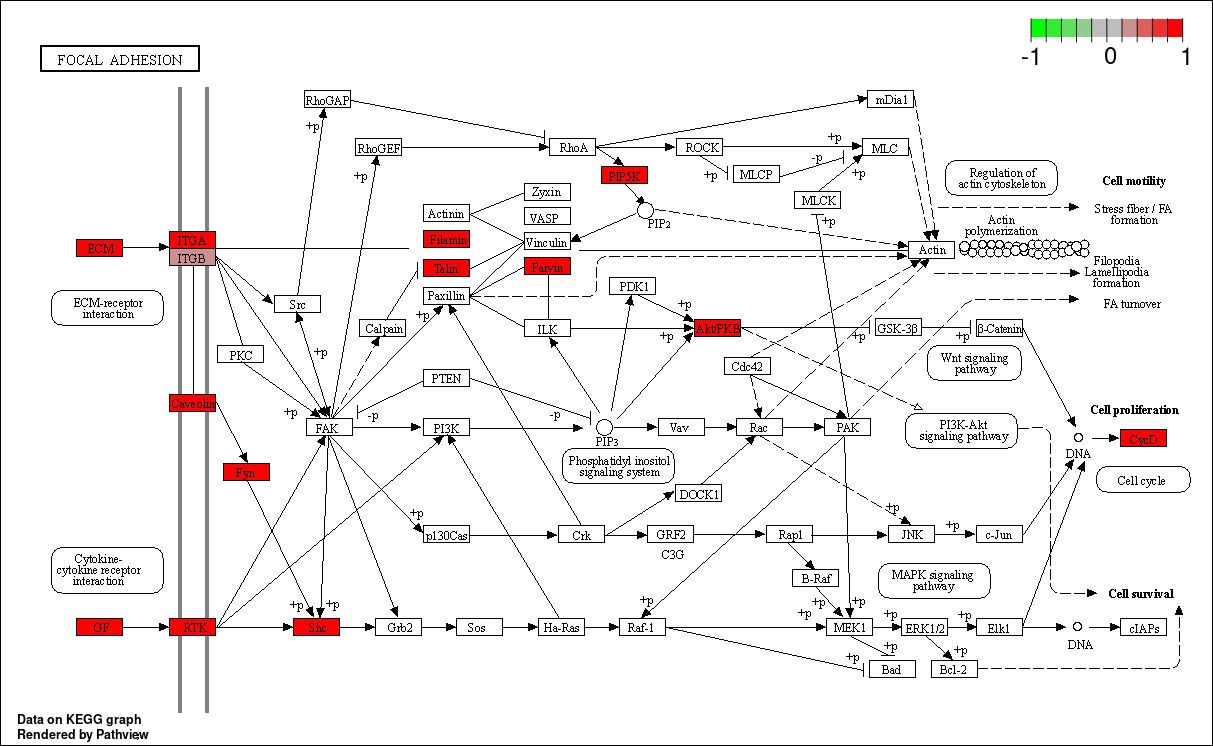 -1
0
1
FOCAL ADHESION
RhoGAP
mDia1
+p
RhoGEF
RhoA
ROCK
+p
MLC
-p
+p
+p
MLCP
+p
PIP5K
Regulation of
actin cytoskeleton
Cell motility
Zyxin
MLCK
Actinin
VASP
PIP2
+p
Stress fiber / FA
formation
Actin
polymerization
ECM
ITGA
ITGB
Filamin
Vinculin
Actin
Talin
Parvin
Filopodia
Lamellipodia
formation
ECM-receptor
interaction
Src
Paxillin
PDK1
+p
FA turnover
+p
Calpain
ILK
Akt/PKB
GSK-3β
β-Catenin
+p
+p
+p
PKC
+p
Cdc42
Wnt signaling
pathway
PTEN
Caveolin
+p
-p
-p
Cell proliferation
FAK
PI3K
PIP3
Vav
Rac
PAK
PI3K-Akt
signaling pathway
CycD
DNA
Fyn
Phosphatidyl inositol
signaling system
Cell cycle
DOCK1
+p
+p
+p
p130Cas
Crk
GRF2
Rap1
JNK
c-Jun
C3G
Cytokine-
cytokine receptor
interaction
B-Raf
MAPK signaling
pathway
Cell survival
+p
+p
+p
+p
+p
+p
+p
+p
+p
GF
RTK
Shc
Grb2
Sos
Ha-Ras
Raf-1
MEK1
ERK1/2
Elk1
DNA
cIAPs
+p
+p
+p
Bad
Bcl-2
Data on KEGG graph
Rendered by Pathview